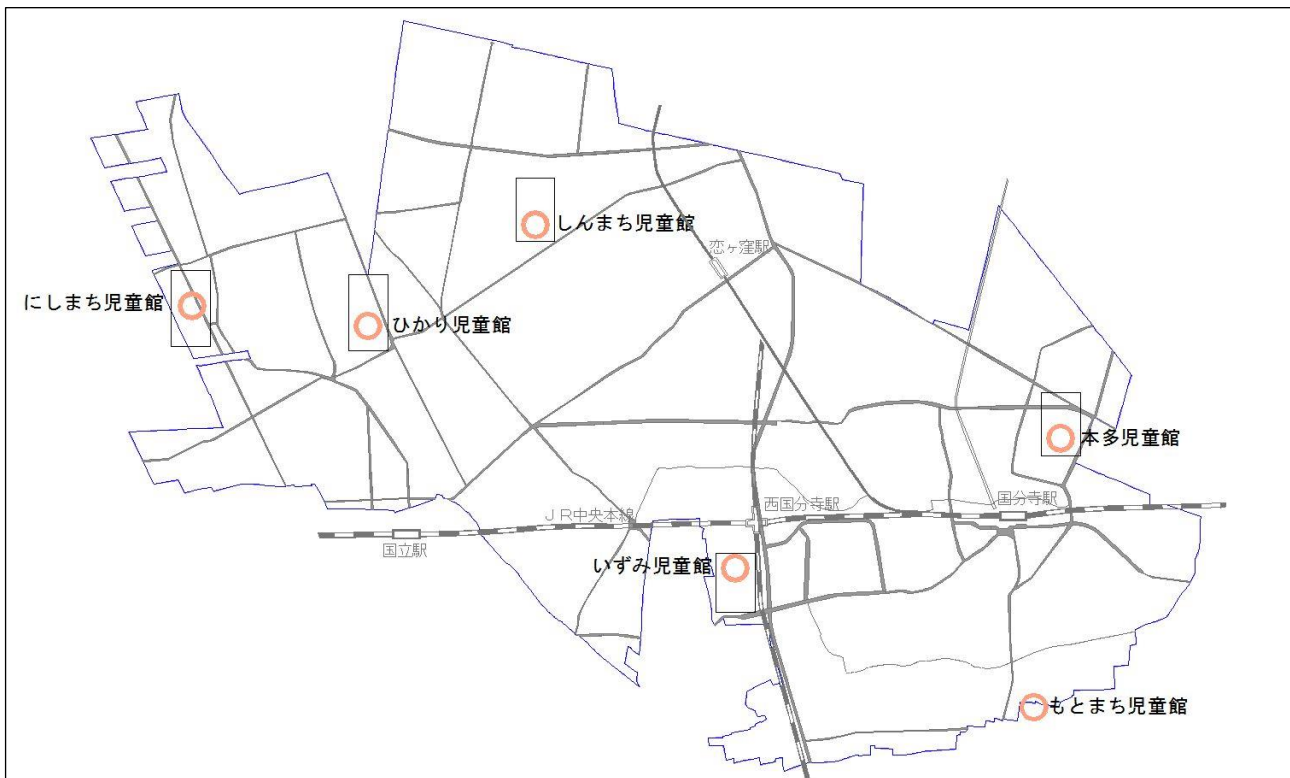 しんまち児童館
恋ヶ窪駅
にしまち児童館
ひかり児童館
本多児童館
西国分寺駅
国分寺駅
JR中央本線
国立駅
いずみ児童館
もとまち児童館